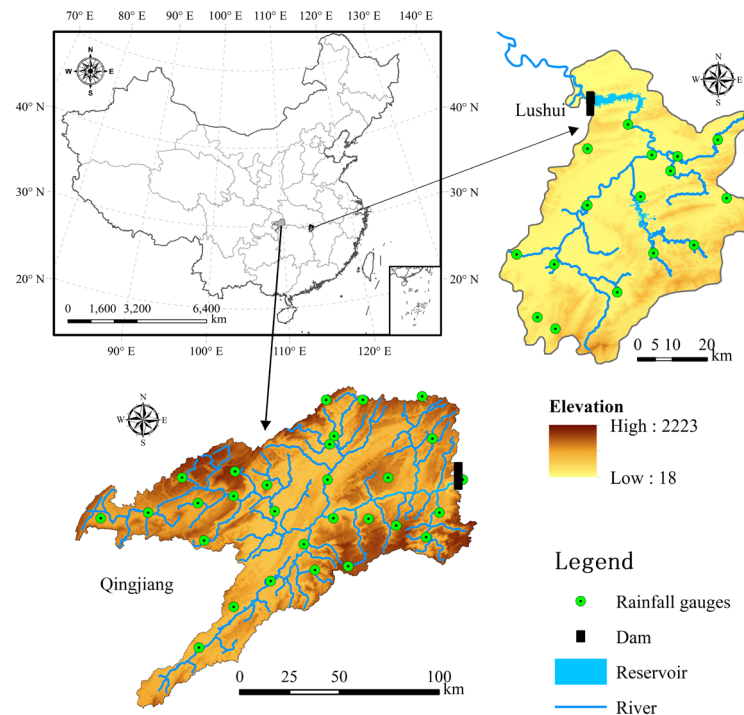 70° E 80° E 90° E 100° E 110° E 120° E 130° E 140° E
N
W E
S
40° N
30° N
20° N
40° N
30° N
20° N
0 1,600 3,200 6,400
km
90° E 100° E 110° E 120° E
Lushui
N
W E
S
0 5 10 20
km
N
W E
S
Qingjiang
0 25 50 100
km
Elevation
High : 2223
Low : 18
Legend
Rainfall gauges
Dam
Reservoir
River